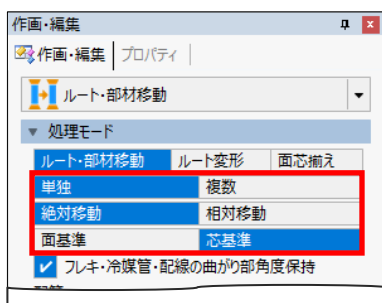 作画・編集
作画・編集 プロパティ
ルート・部材移動
処理モード
ルート・部材移動 ルート変形 面芯揃え
単独 複数
絶対移動 相対移動
面基準 芯基準
フレキ・冷媒管・配線の曲がり部角度保持